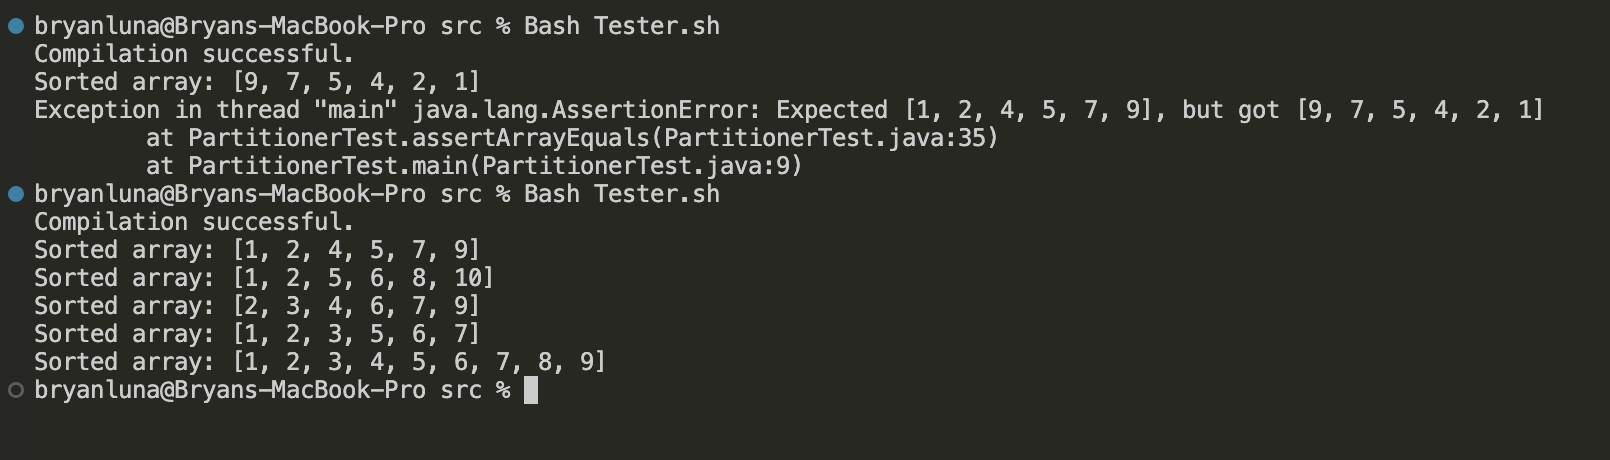 bryanluna@Bryans-MacBook-Pro src % Bash Tester.sh
Compilation successful.
Sorted array: [9, 7, 5, 4, 2, 1]
Exception in thread "main" java.lang.AssertionError: Expected [1, 2, 4, 5, 7, 9], but got [9, 7, 5, 4, 2, 1]
        at PartitionerTest.assertArrayEquals(PartitionerTest.java:35)
        at PartitionerTest.main(PartitionerTest.java:9)
bryanluna@Bryans-MacBook-Pro src % Bash Tester.sh
Compilation successful.
Sorted array: [1, 2, 4, 5, 7, 9]
Sorted array: [1, 2, 5, 6, 8, 10]
Sorted array: [2, 3, 4, 6, 7, 9]
Sorted array: [1, 2, 3, 5, 6, 7]
Sorted array: [1, 2, 3, 4, 5, 6, 7, 8, 9]
bryanluna@Bryans-MacBook-Pro src %